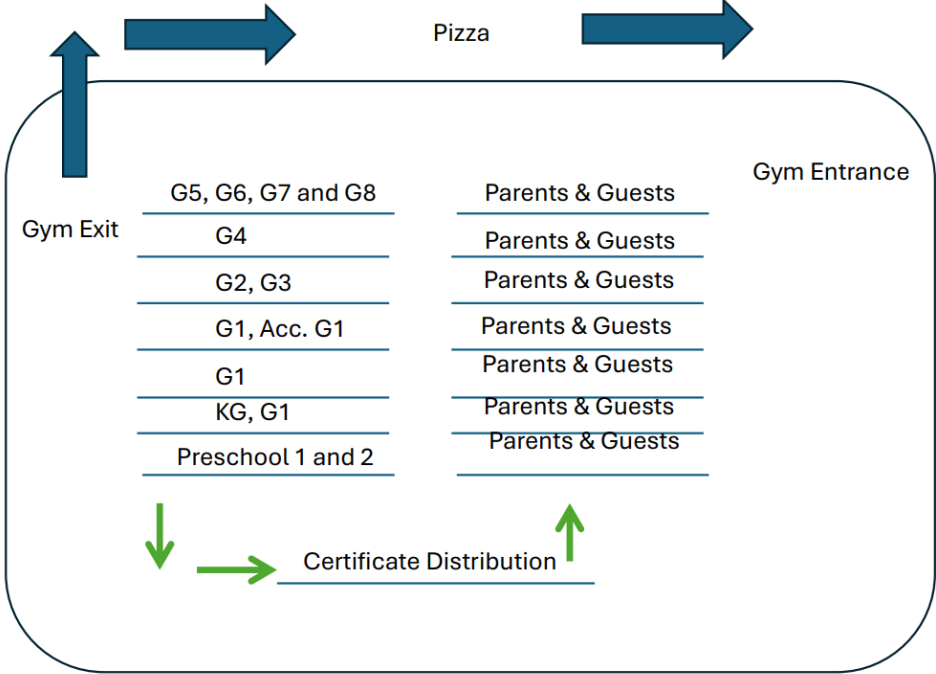 Pizza
Gym Entrance
G5, G6, G7 and G8
Parents & Guests
Gym Exit
G4
Parents & Guests
G2, G3
Parents & Guests
G1, Acc. G1
Parents & Guests
G1
Parents & Guests
KG, G1
Parents & Guests
Preschool 1 and 2
Parents & Guests
Certificate Distribution